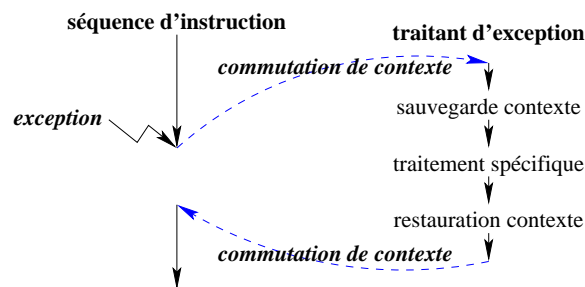 séquence d'instruction
traitant d'exception
commutation de contexte
exception
sauvegarde contexte
traitement spécifique
restauration contexte
commutation de contexte